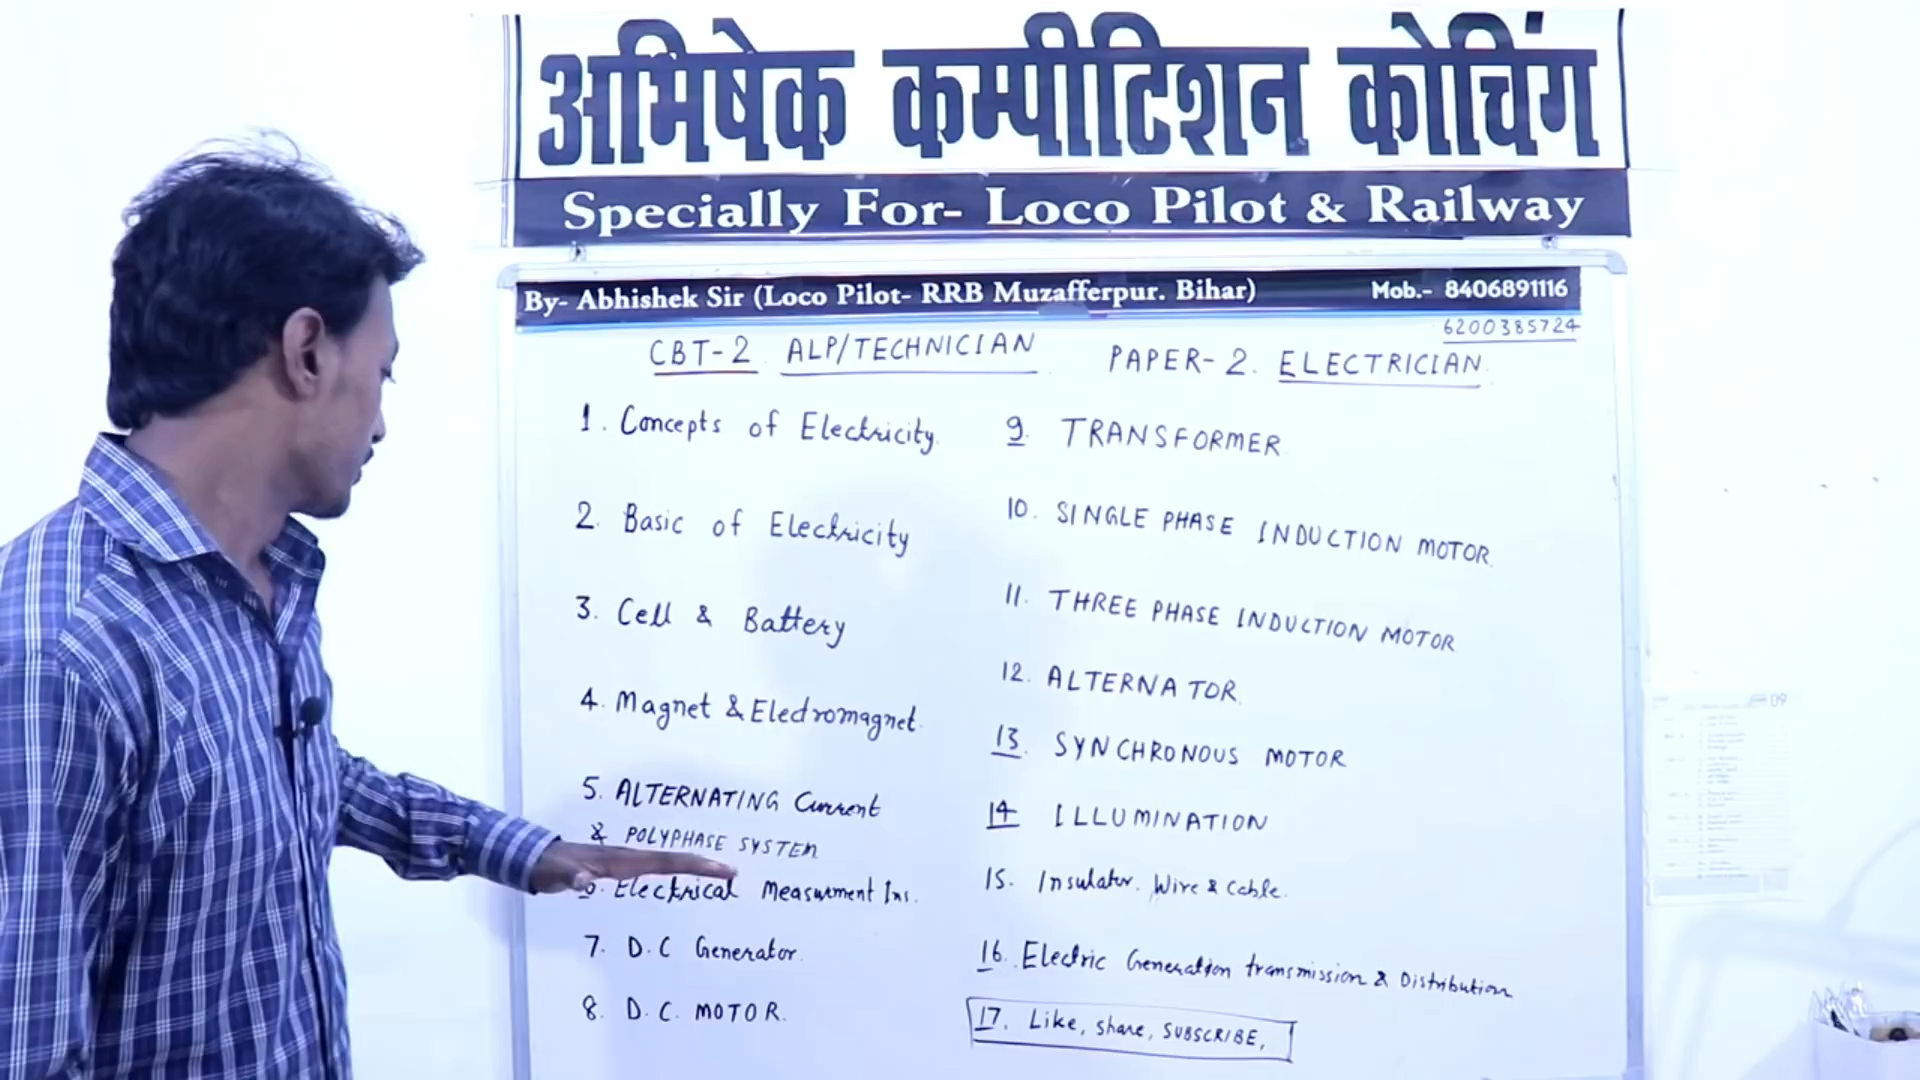 अभिषेक कम्पीटिशन कोचिंग
Specially For- Loco Pilot & Railway
By- Abhishek Sir (Loco Pilot- RRB Muzafferpur. Bihar) Mob.- 8406891116
6200385724
CBT-2 ALP/TECHNICIAN PAPER-2. ELECTRICIAN.
1. Concepts of Electricity.
2. Basic of Electricity
3. Cell & Battery
4. Magnet & Electromagnet.
5. ALTERNATING Current
& POLYPHASE SYSTEM
6. Electrical Measurment Ins.
7. D.C Generator.
8. D.C. MOTOR.
9. TRANSFORMER
10. SINGLE PHASE INDUCTION MOTOR.
11. THREE PHASE INDUCTION MOTOR
12. ALTERNATOR.
13. SYNCHRONOUS MOTOR
14 ILLUMINATION
15. Insulator. Wire & Cable.
16. Electric Generation transmission & Distribution
17. Like, share, SUBSCRIBE,
09